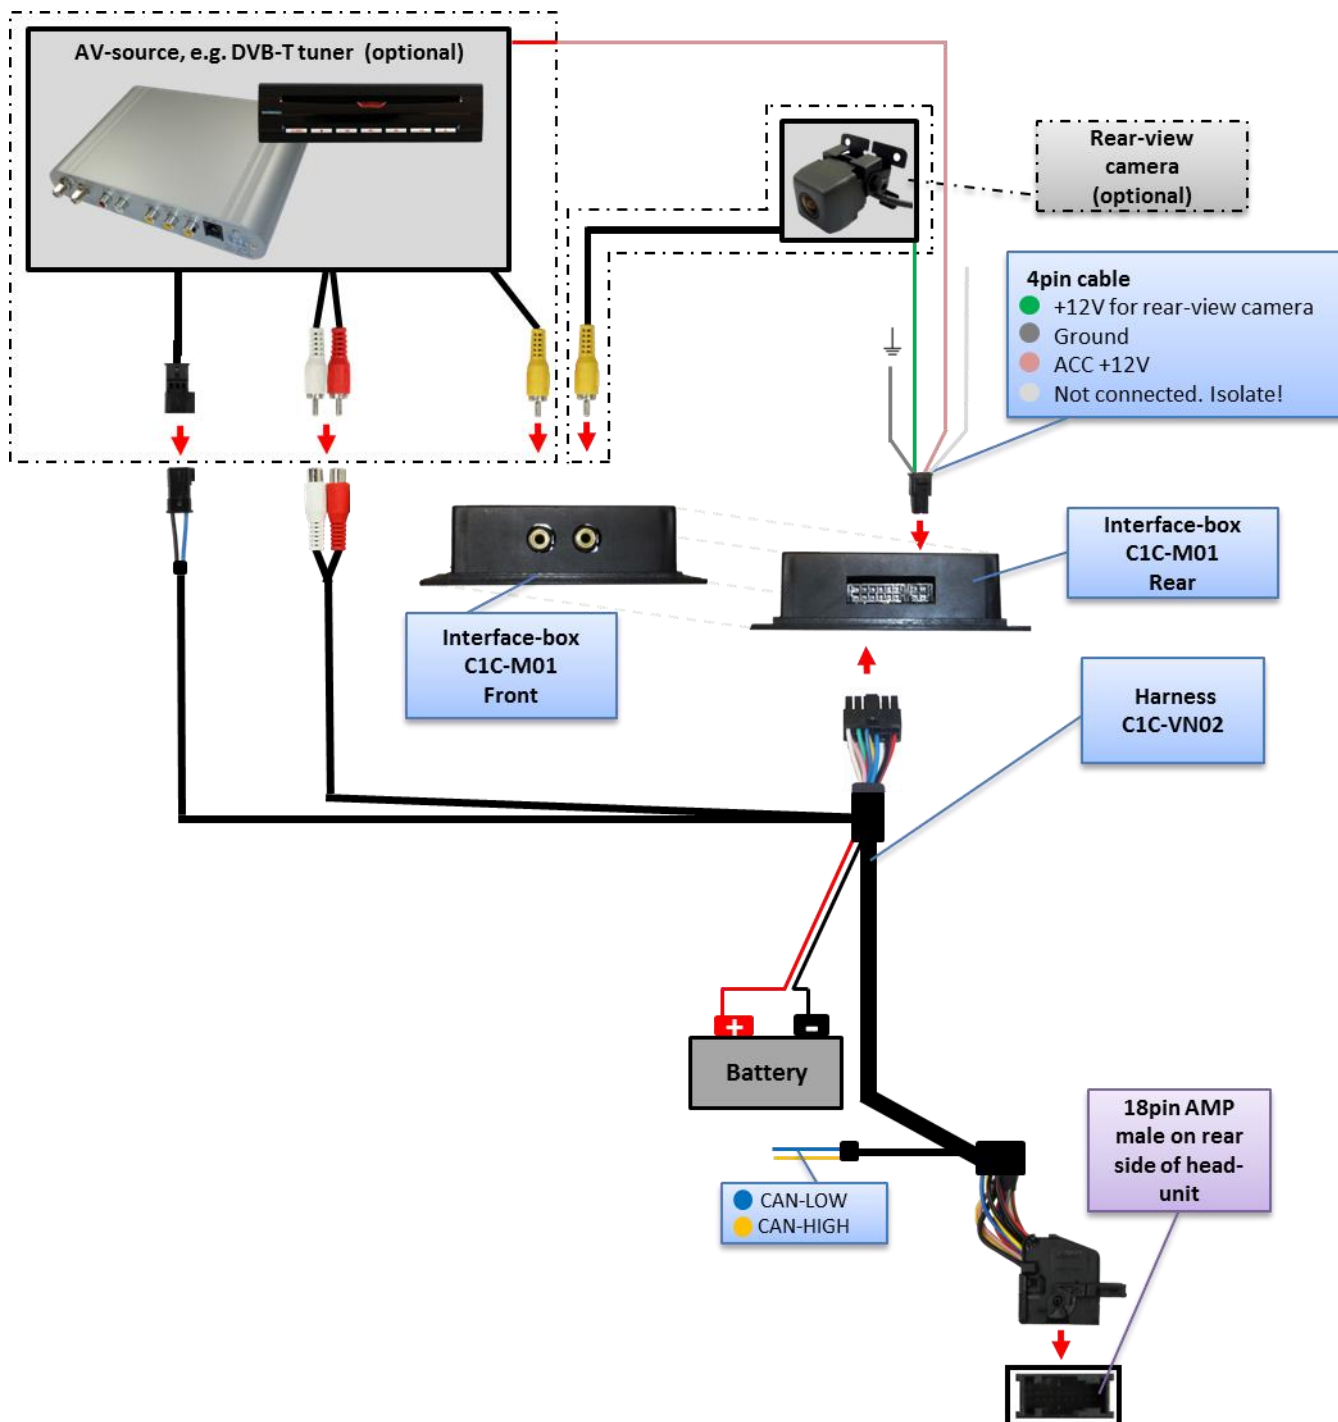 AV-source, e.g. DVB-T tuner (optional)
Rear-view
camera
(optional)
4pin cable
+12V for rear-view camera
Ground
ACC +12V
Not connected. Isolate!
Interface-box
C1C-M01
Rear
Interface-box
C1C-M01
Front
Harness
C1C-VN02
+
-
Battery
18pin AMP
male on rear
side of head-
unit
CAN-LOW
CAN-HIGH